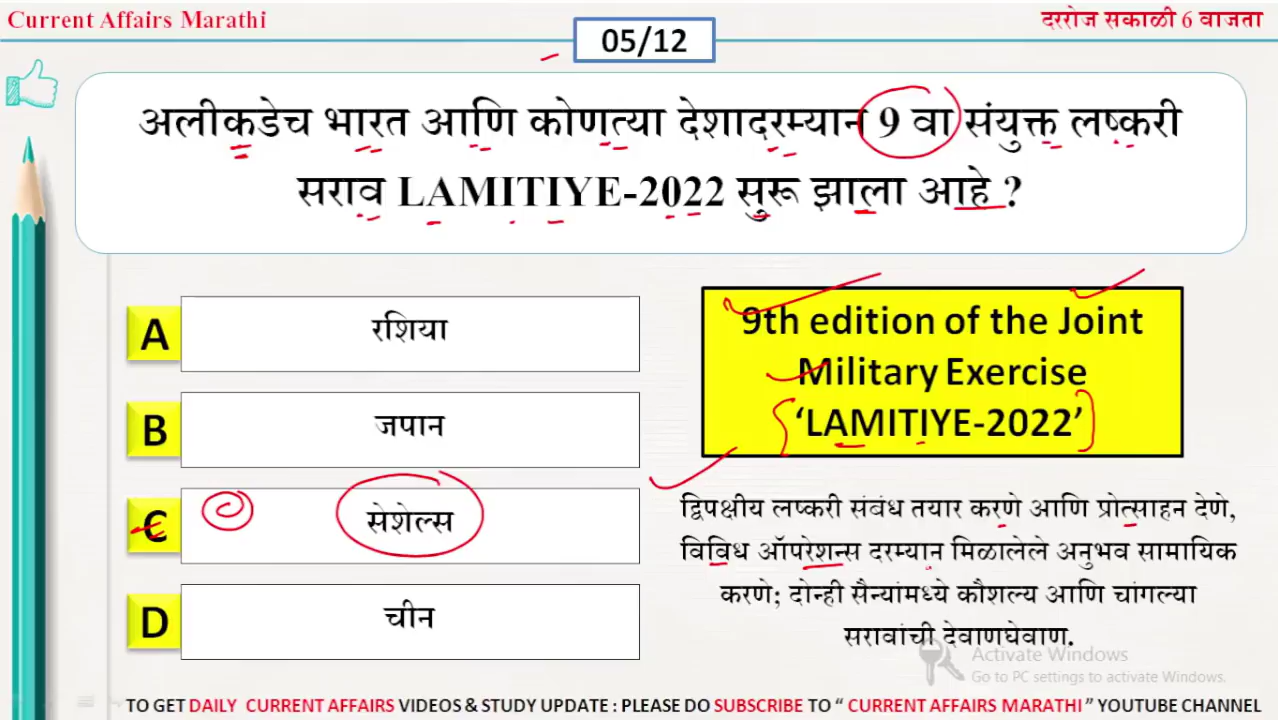 Current Affairs Marathi
दररोज सकाळी 6 वाजता
05/12
अलीकडेच भारत आणि कोणत्या देशादरम्यान 9 वा संयुक्त लष्करी
सराव LAMITIYE-2022 सुरू झाला आहे ?
A
रशिया
B
जपान
C
सेशेल्स
D
चीन
9th edition of the Joint
Military Exercise
‘LAMITIYE-2022’
द्विपक्षीय लष्करी संबंध तयार करणे आणि प्रोत्साहन देणे,
विविध ऑपरेशन्स दरम्यान मिळालेले अनुभव सामायिक
करणे; दोन्ही सैन्यांमध्ये कौशल्य आणि चांगल्या
सरावांची देवाणघेवाण.
Activate Windows
Go to PC settings to activate Windows.
TO GET DAILY CURRENT AFFAIRS VIDEOS & STUDY UPDATE : PLEASE DO SUBSCRIBE TO “ CURRENT AFFAIRS MARATHI ” YOUTUBE CHANNEL